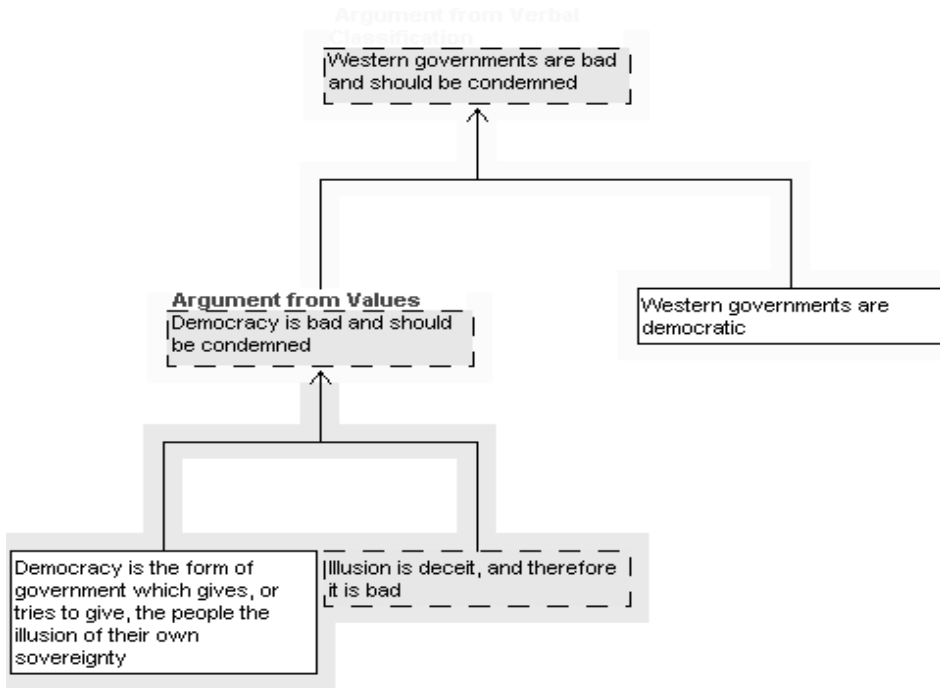 Argument from Verbal
Classification
Western governments are bad
and should be condemned
Argument from Values
Democracy is bad and should
be condemned
Western governments are
democratic
Democracy is the form of
government which gives, or
tries to give, the people the
illusion of their own
sovereignty
Illusion is deceit, and therefore
it is bad